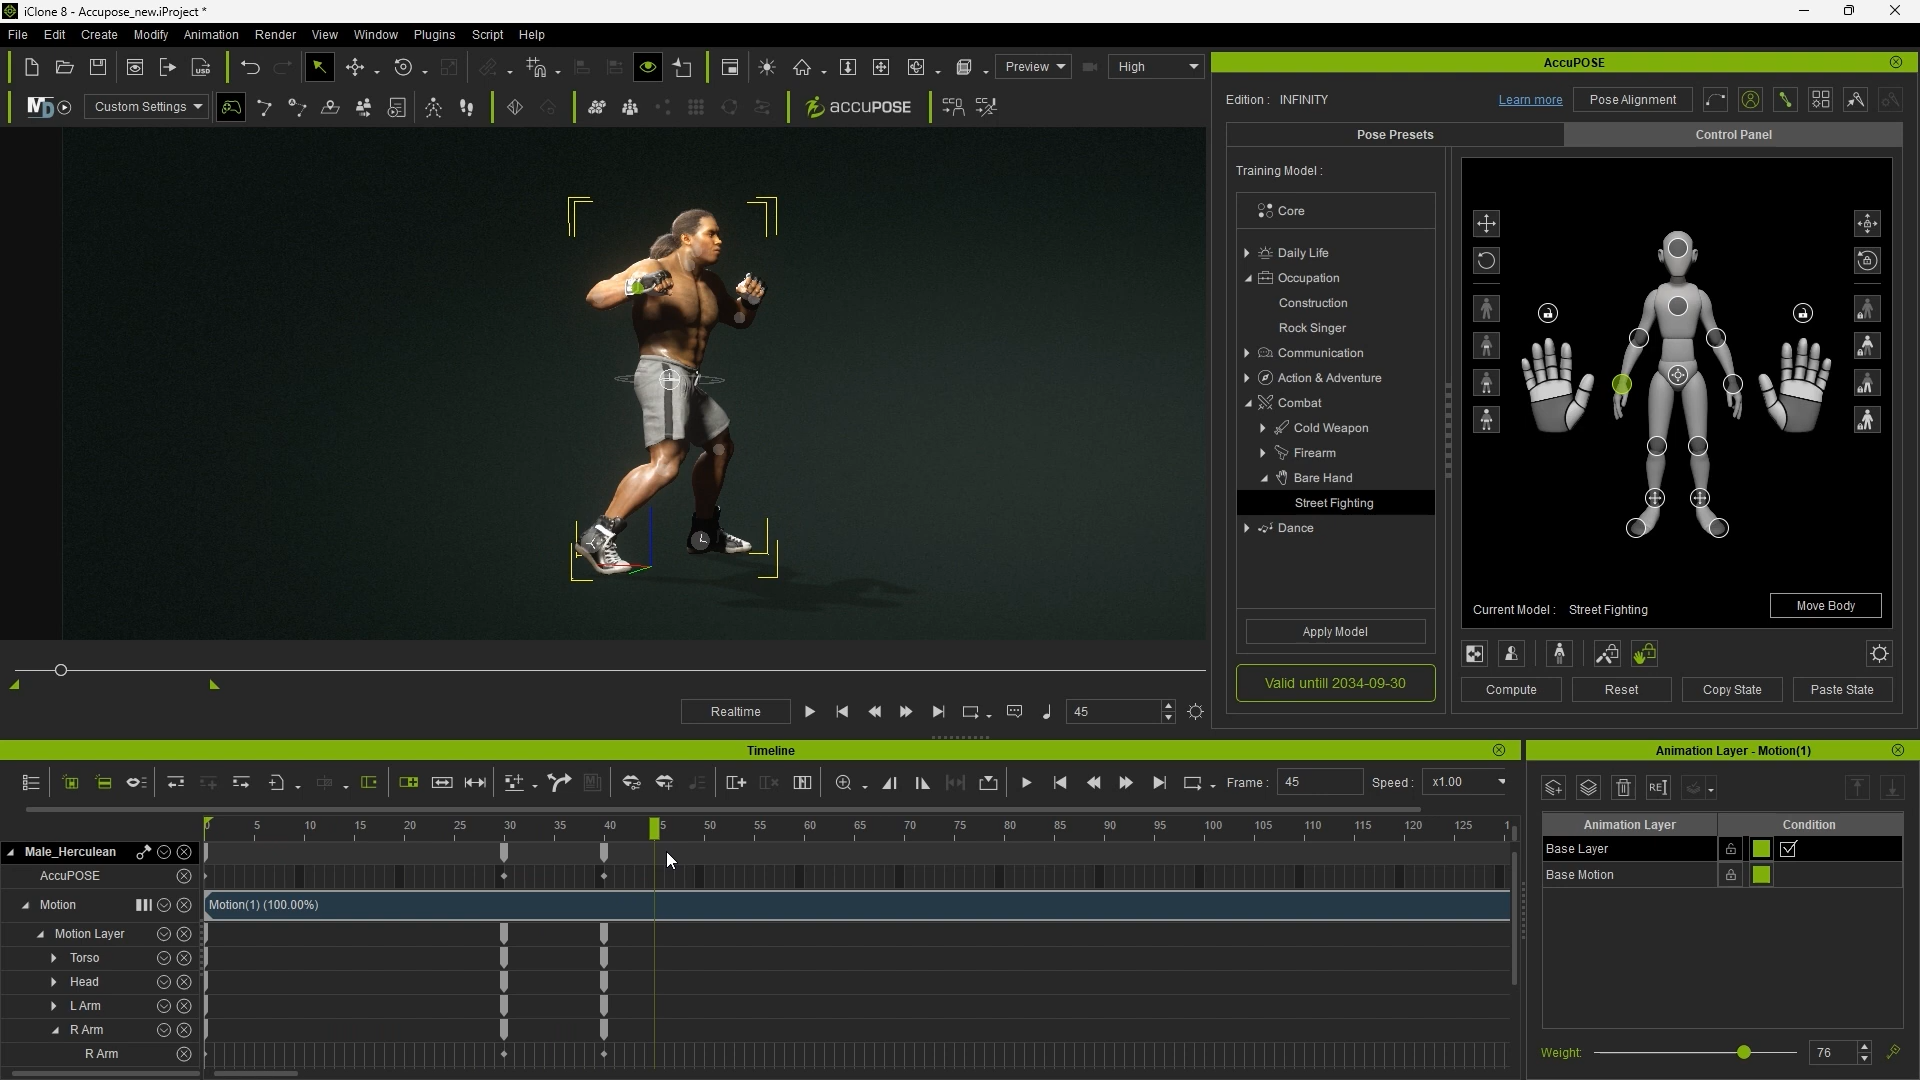 iClone 8 - Accupose_new.iProject *
File Edit Create Modify Animation Render View Window Plugins Script Help
Preview High
MD Custom Settings ACCUPOSE
AccuPOSE
Edition : INFINITY Learn more Pose Alignment
Pose Presets Control Panel
Training Model :
Core
Daily Life
Occupation
Construction
Rock Singer
Communication
Action & Adventure
Combat
Cold Weapon
Firearm
Bare Hand
Street Fighting
Dance
Apply Model
Valid untill 2034-09-30
Current Model : Street Fighting
Move Body
Compute Reset Copy State Paste State
Realtime 45
Timeline
Frame : 45 Speed : x1.00
0 5 10 15 20 25 30 35 40 5 50 55 60 65 70 75 80 85 90 95 100 105 110 115 120 125 1
Male_Herculean
AccuPOSE
Motion Motion(1) (100.00%)
Motion Layer
Torso
Head
L Arm
R Arm
R Arm
Animation Layer - Motion(1)
REI
Animation Layer Condition
Base Layer
Base Motion
Weight: 76